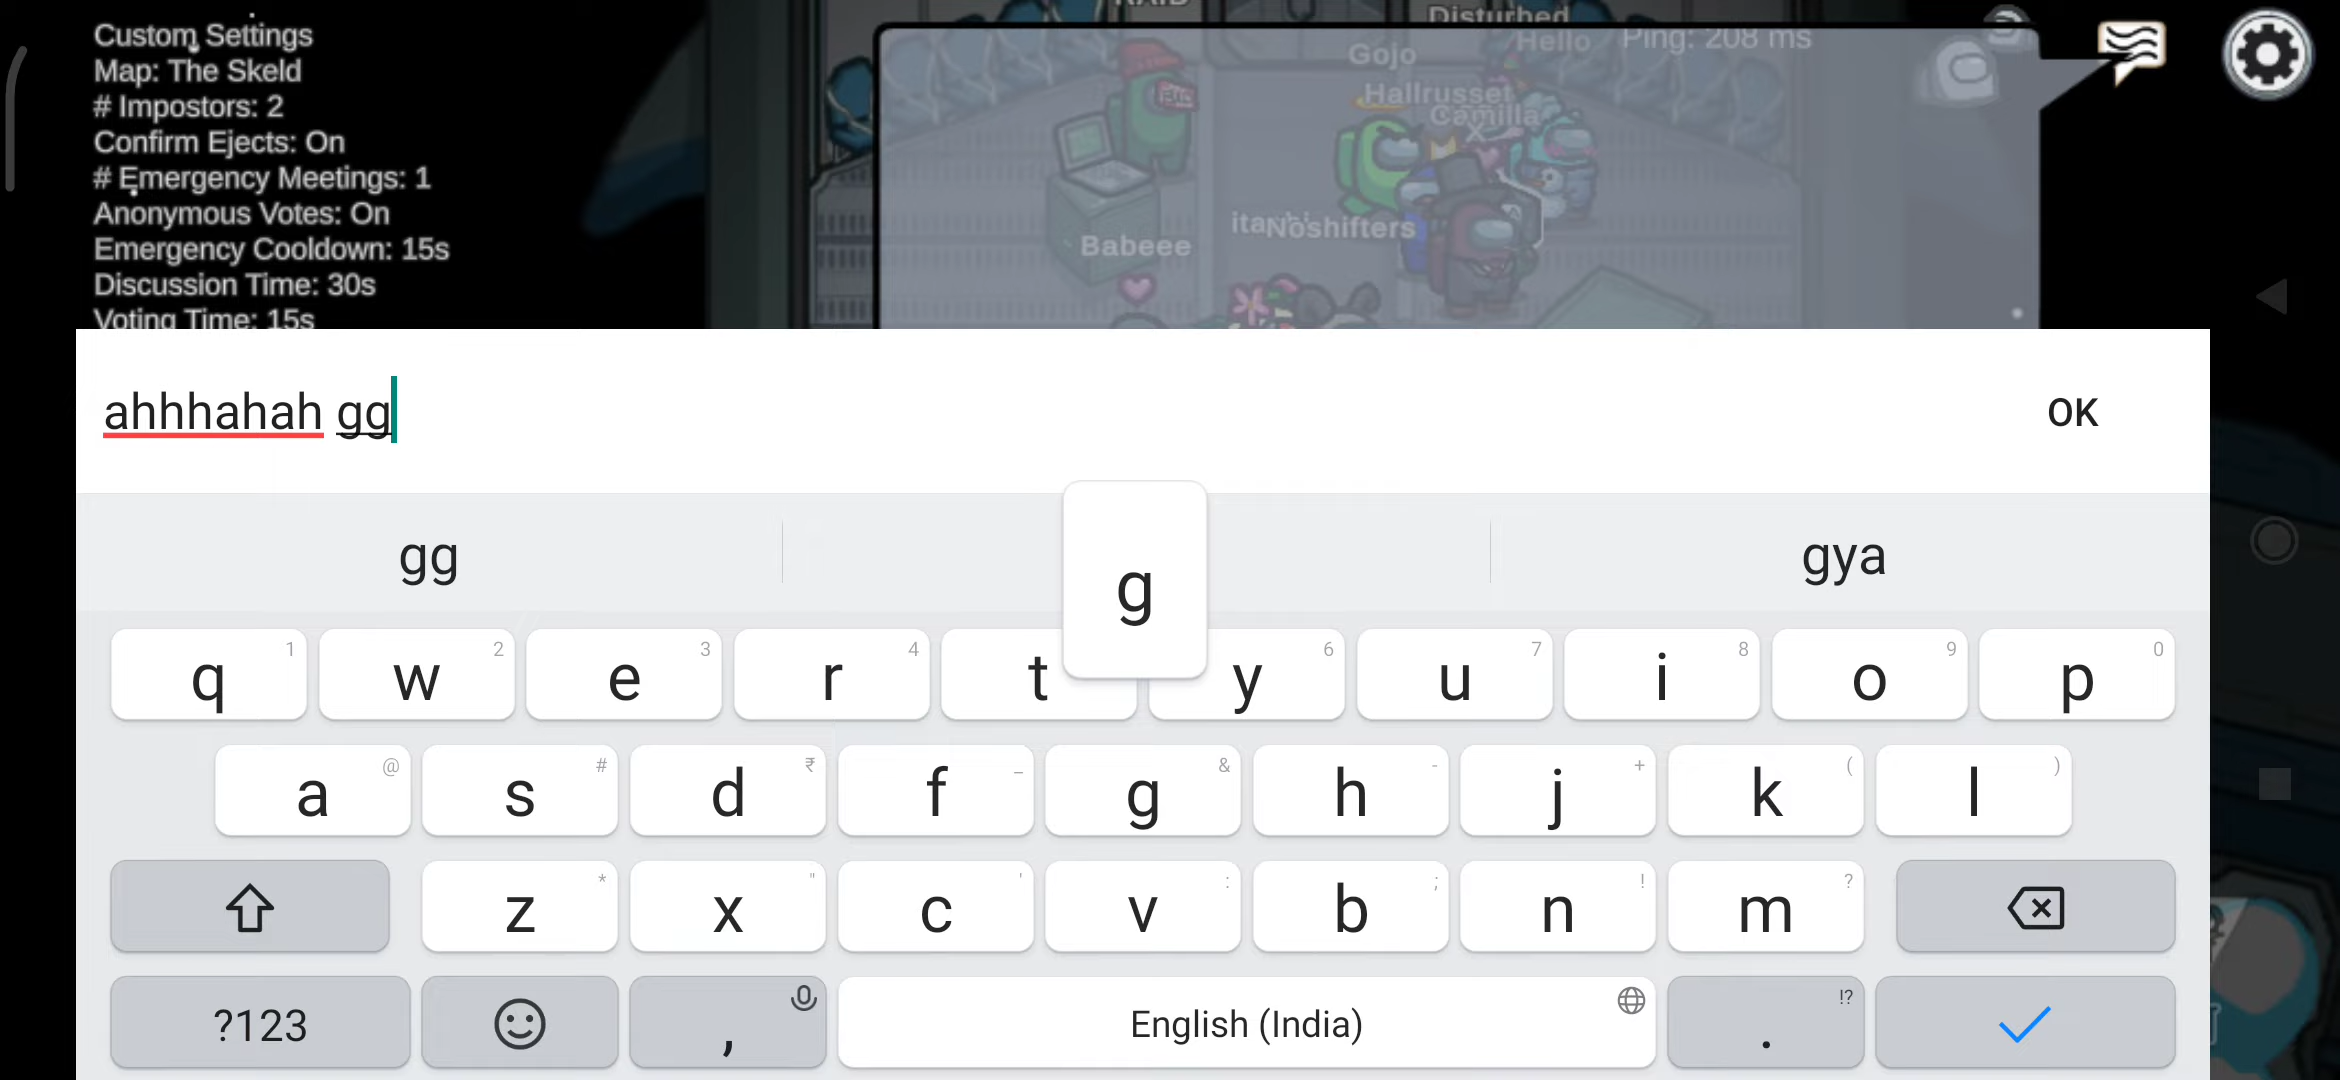 Custom Settings
Map: The Skeld
# Impostors: 2
Confirm Ejects: On
# Emergency Meetings: 1
Anonymous Votes: On
Emergency Cooldown: 15s
Discussion Time: 30s
Voting Time: 15s
Disturbed
Hello
Ping: 208 ms
Gojo
Hallrusset
Camilla
Noshifters
Babeee
ahhhahah gg
OK
gg
g
gya
q 1 w 2 e 3 r 4 t y 6 u 7 i 8 o 9 p 0
a @ s # d ₹ f _ g & h - j + k ( l )
z * x " c ' v : b ; n ! m ?
?123 , English (India) . !?